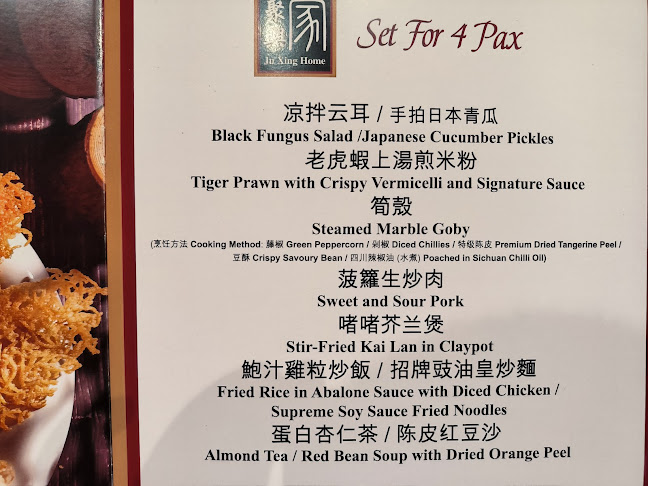 聚興
家
Ju Xing Home
Set For 4 Pax
凉拌云耳 / 手拍日本青瓜
Black Fungus Salad /Japanese Cucumber Pickles
老虎蝦上湯煎米粉
Tiger Prawn with Crispy Vermicelli and Signature Sauce
筍殼
Steamed Marble Goby
(烹饪方法 Cooking Method: 藤椒 Green Peppercorn / 剁椒 Diced Chillies / 特级陈皮 Premium Dried Tangerine Peel /
豆酥 Crispy Savoury Bean / 四川辣椒油 (水煮) Poached in Sichuan Chilli Oil)
菠籮生炒肉
Sweet and Sour Pork
啫啫芥兰煲
Stir-Fried Kai Lan in Claypot
鮑汁雞粒炒飯 / 招牌豉油皇炒麵
Fried Rice in Abalone Sauce with Diced Chicken /
Supreme Soy Sauce Fried Noodles
蛋白杏仁茶 / 陈皮红豆沙
Almond Tea / Red Bean Soup with Dried Orange Peel